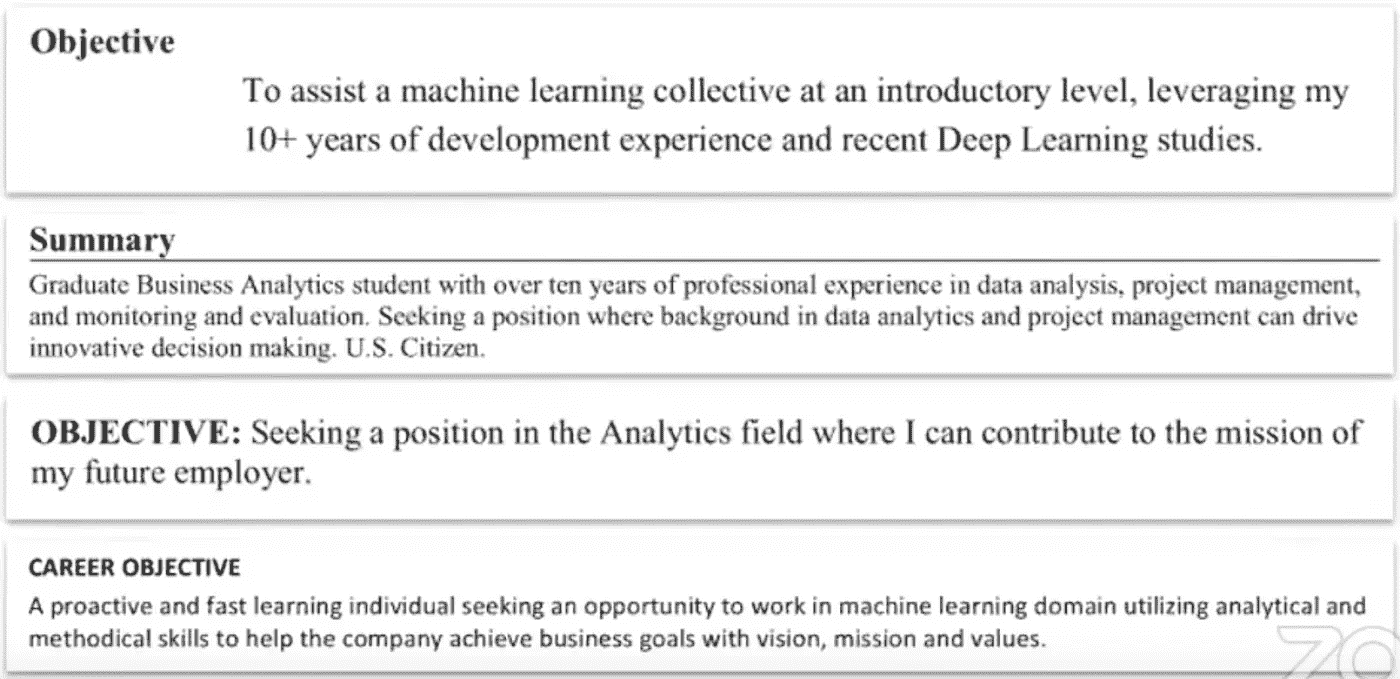 Objective
To assist a machine learning collective at an introductory level, leveraging my
10+ years of development experience and recent Deep Learning studies.
Summary
Graduate Business Analytics student with over ten years of professional experience in data analysis, project management,
and monitoring and evaluation. Seeking a position where background in data analytics and project management can drive
innovative decision making. U.S. Citizen.
OBJECTIVE: Seeking a position in the Analytics field where I can contribute to the mission of
my future employer.
CAREER OBJECTIVE
A proactive and fast learning individual seeking an opportunity to work in machine learning domain utilizing analytical and
methodical skills to help the company achieve business goals with vision, mission and values.